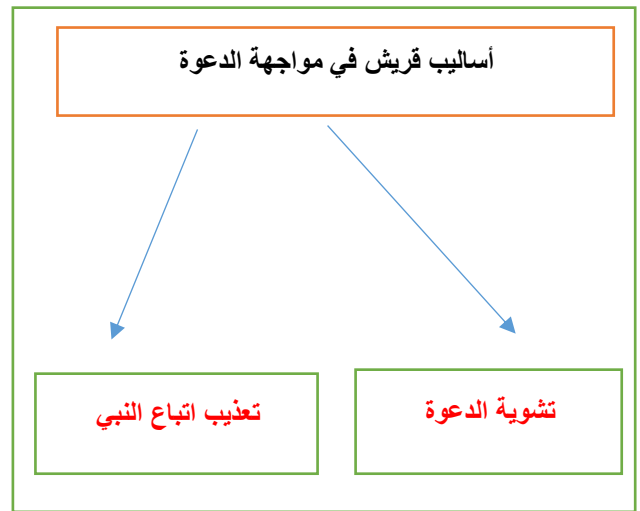 أساليب قريش في مواجهة الدعوة
تشوية الدعوة
تعذيب اتباع النبي